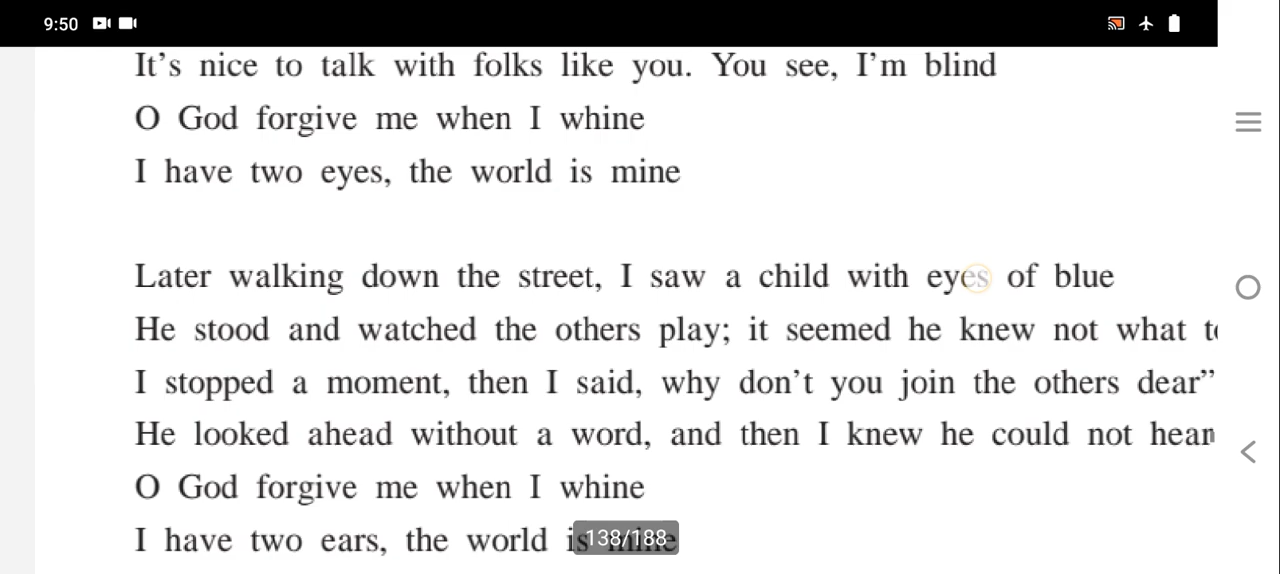 9:50
It’s nice to talk with folks like you. You see, I’m blind
O God forgive me when I whine
I have two eyes, the world is mine
Later walking down the street, I saw a child with eyes of blue
He stood and watched the others play; it seemed he knew not what
I stopped a moment, then I said, why don’t you join the others dear”
He looked ahead without a word, and then I knew he could not hear
O God forgive me when I whine
I have two ears, the world is mine
138/188